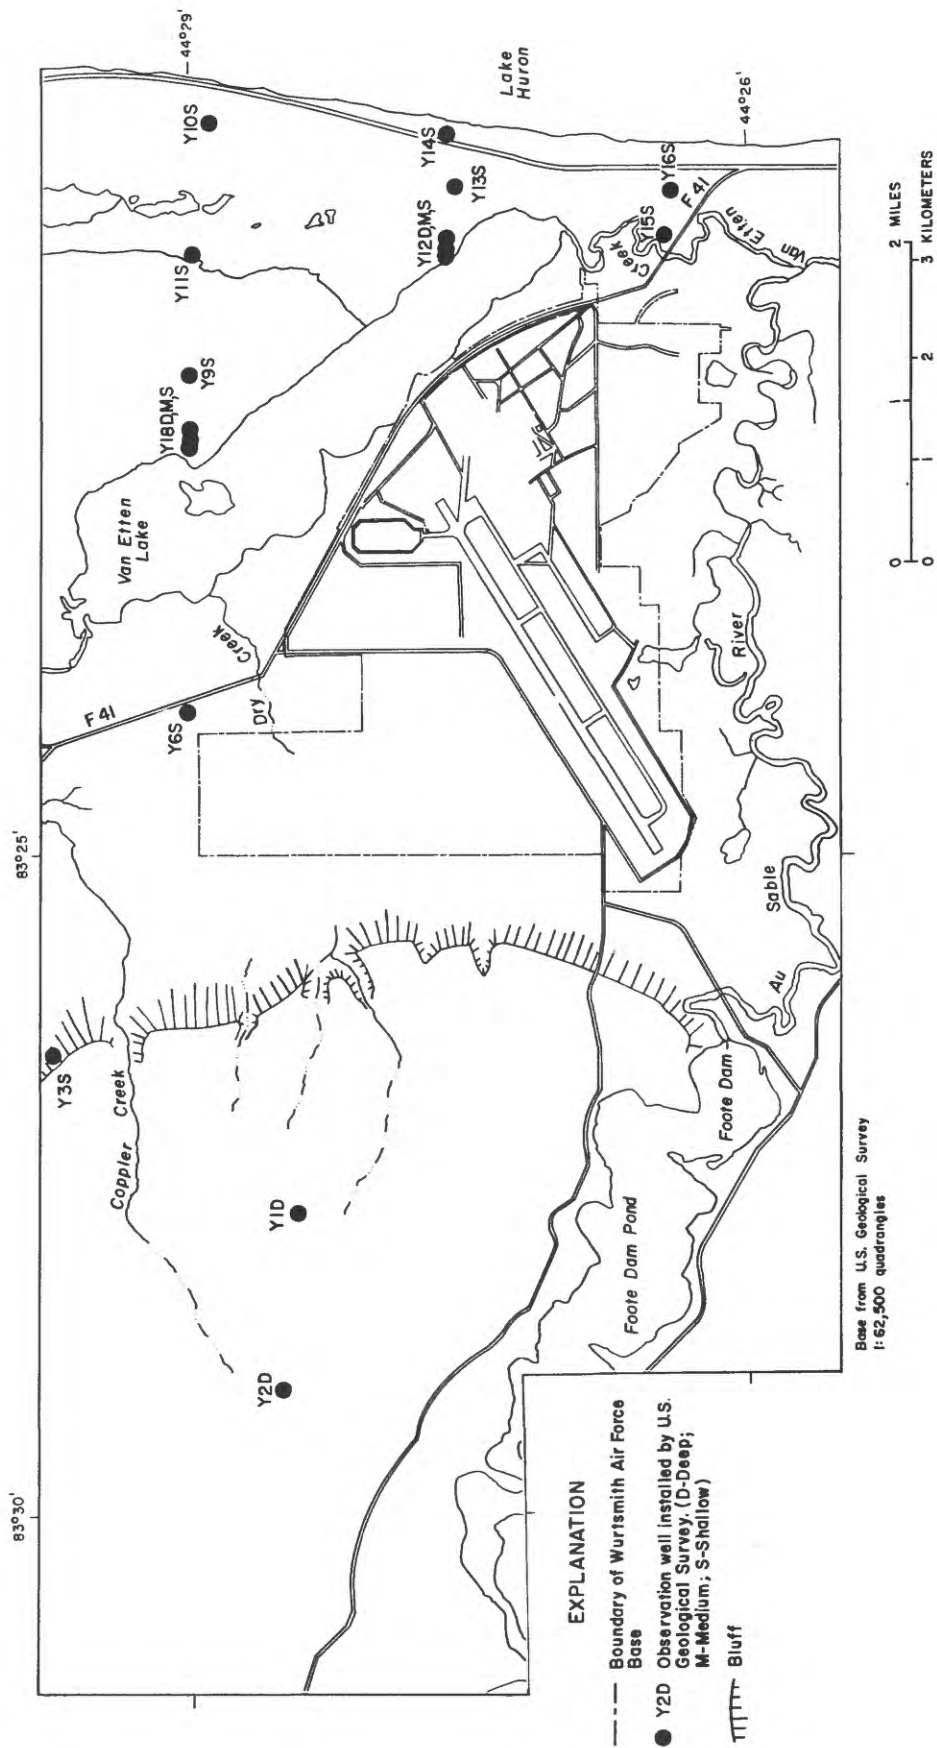 83°30'
83°25'
44°29'
44°26'
Y3S
Coppler Creek
Y2D
Y1D
F 41
Y6S
Dry Creek
Van Etten
Lake
Y18D,M,S
Y9S
Y11S
Y10S
Y12D,M,S
Y13S
Y14S
Lake
Huron
Y15S
Y16S
F 41
Van Etten Creek
Foote Dam Pond
Foote Dam
Au Sable River
EXPLANATION
Boundary of Wurtsmith Air Force
Base
Y2D Observation well installed by U.S.
Geological Survey. (D-Deep;
M-Medium; S-Shallow)
Bluff
Base from U.S. Geological Survey
1:62,500 quadrangles
0 1 2 MILES
0 1 2 3 KILOMETERS